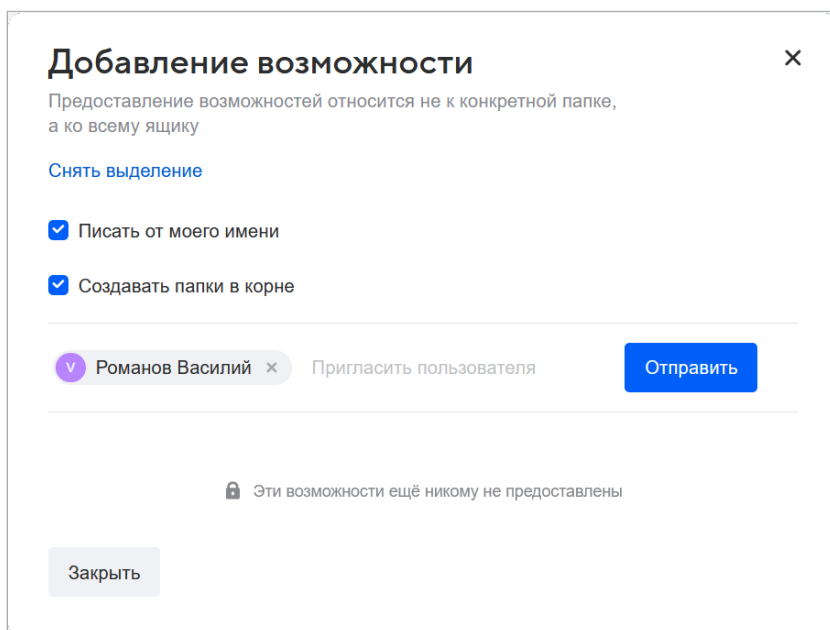 Добавление возможности
Предоставление возможностей относится не к конкретной папке,
а ко всему ящику
Снять выделение
Писать от моего имени
Создавать папки в корне
V Романов Василий Пригласить пользователя Отправить
Эти возможности ещё никому не предоставлены
Закрыть